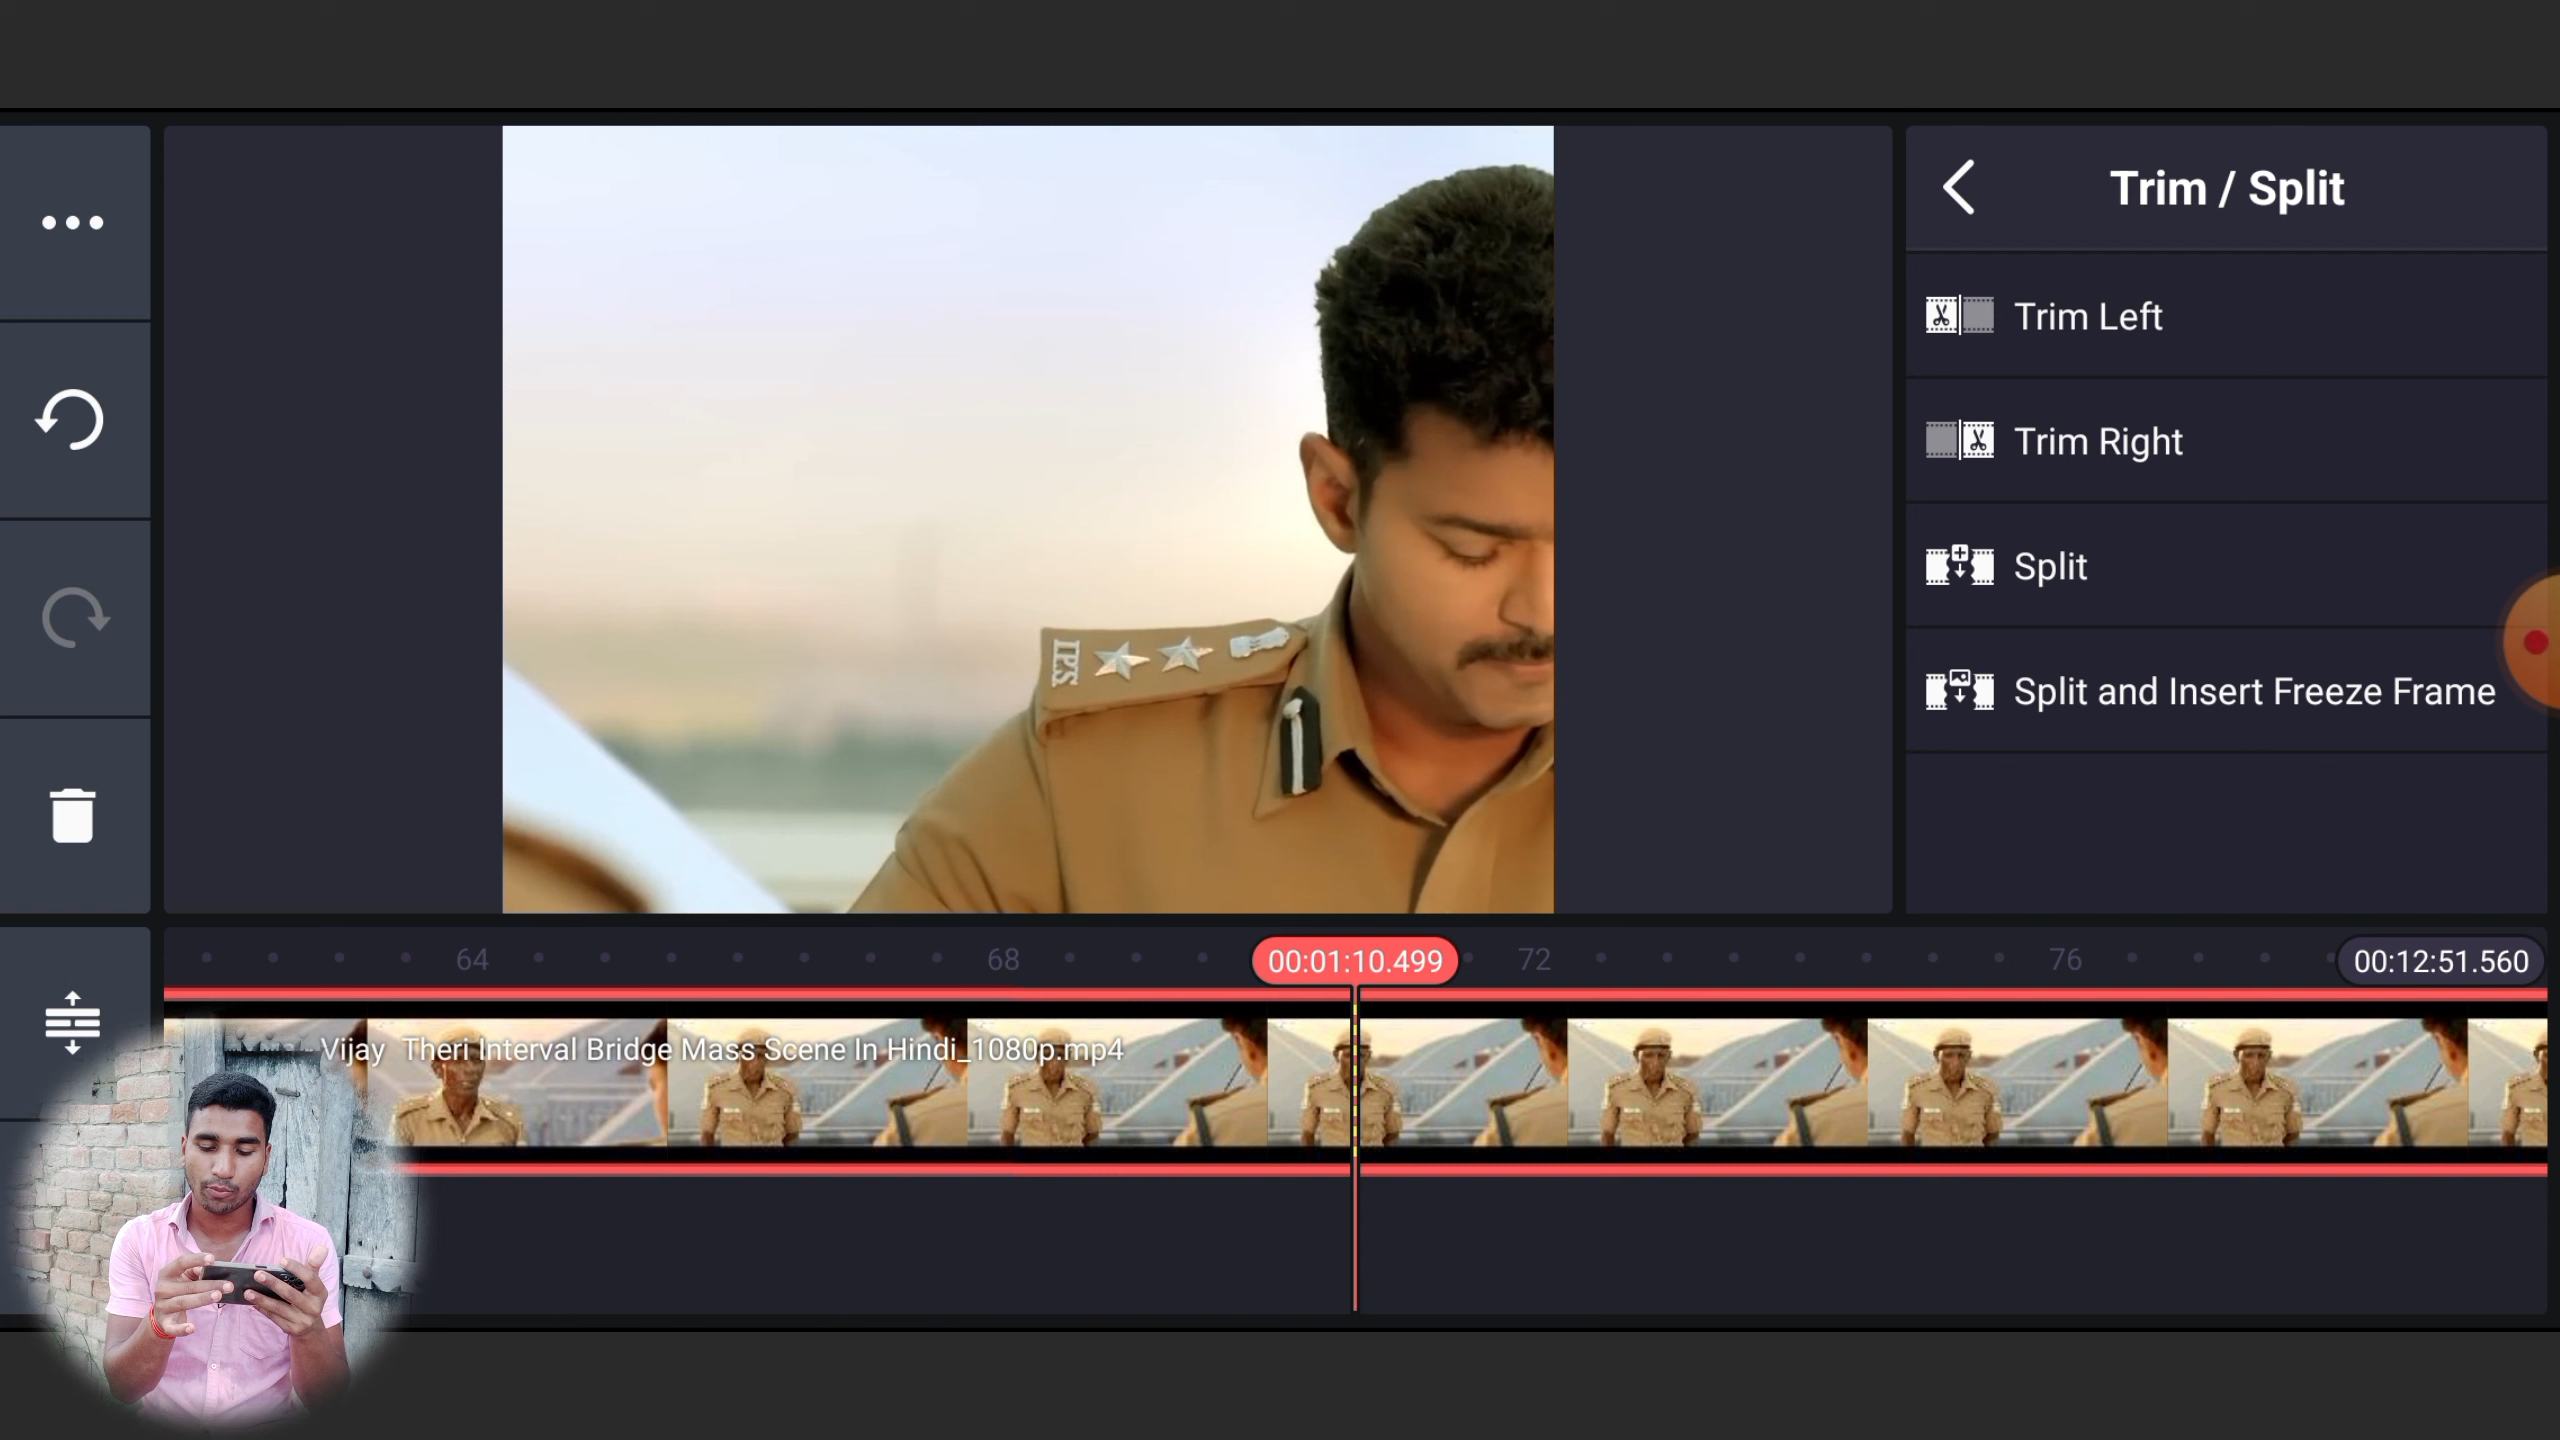 Trim / Split
Trim Left
Trim Right
Split
Split and Insert Freeze Frame
IPS
64
68
00:01:10.499
72
76
00:12:51.560
Vijay Theri Interval Bridge Mass Scene In Hindi_1080p.mp4